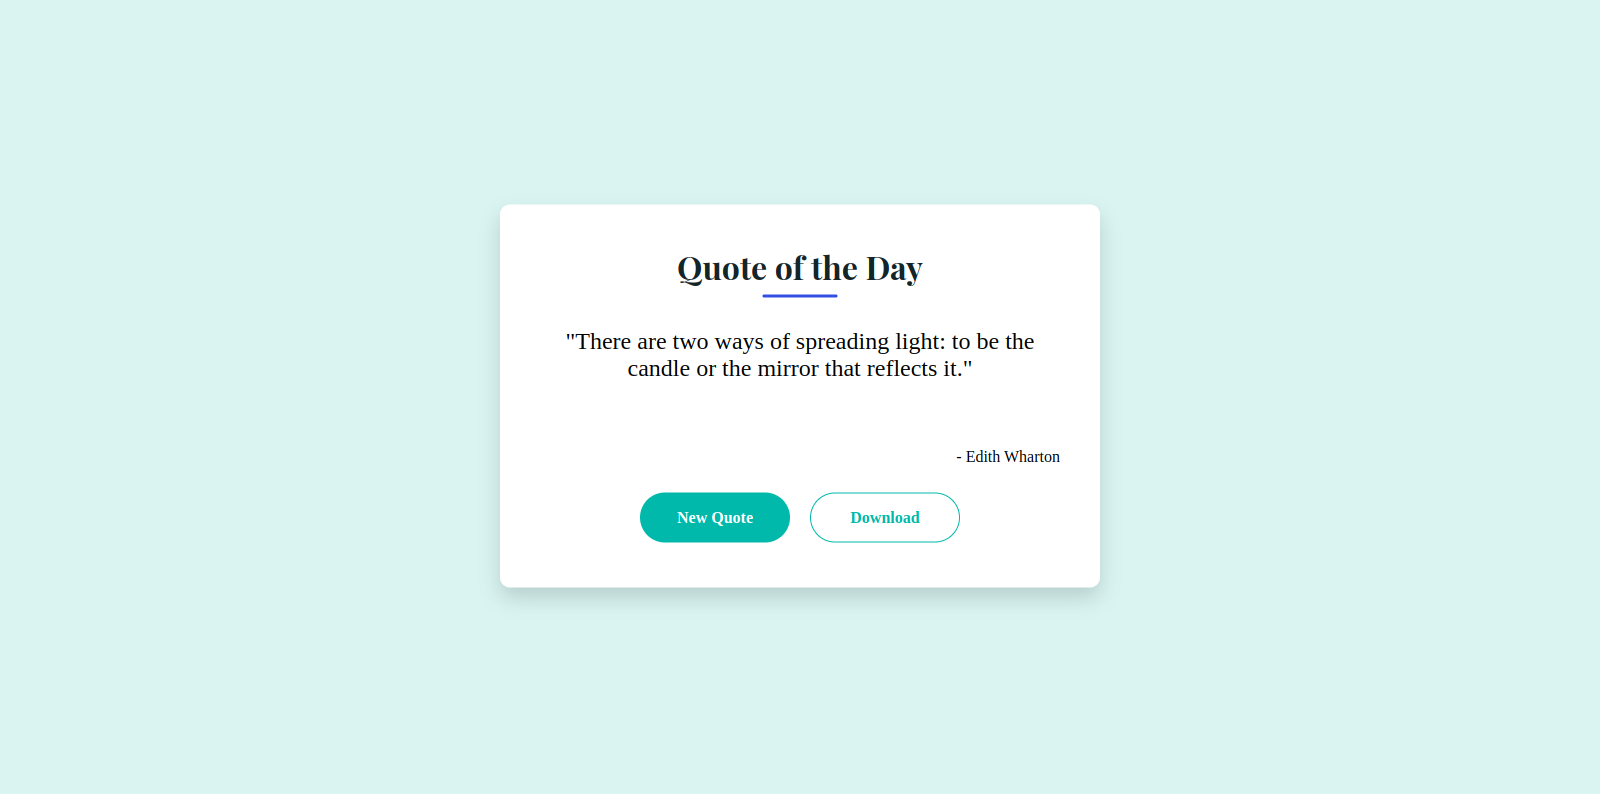 Quote of the Day
"There are two ways of spreading light: to be the
candle or the mirror that reflects it."
- Edith Wharton
New Quote
Download